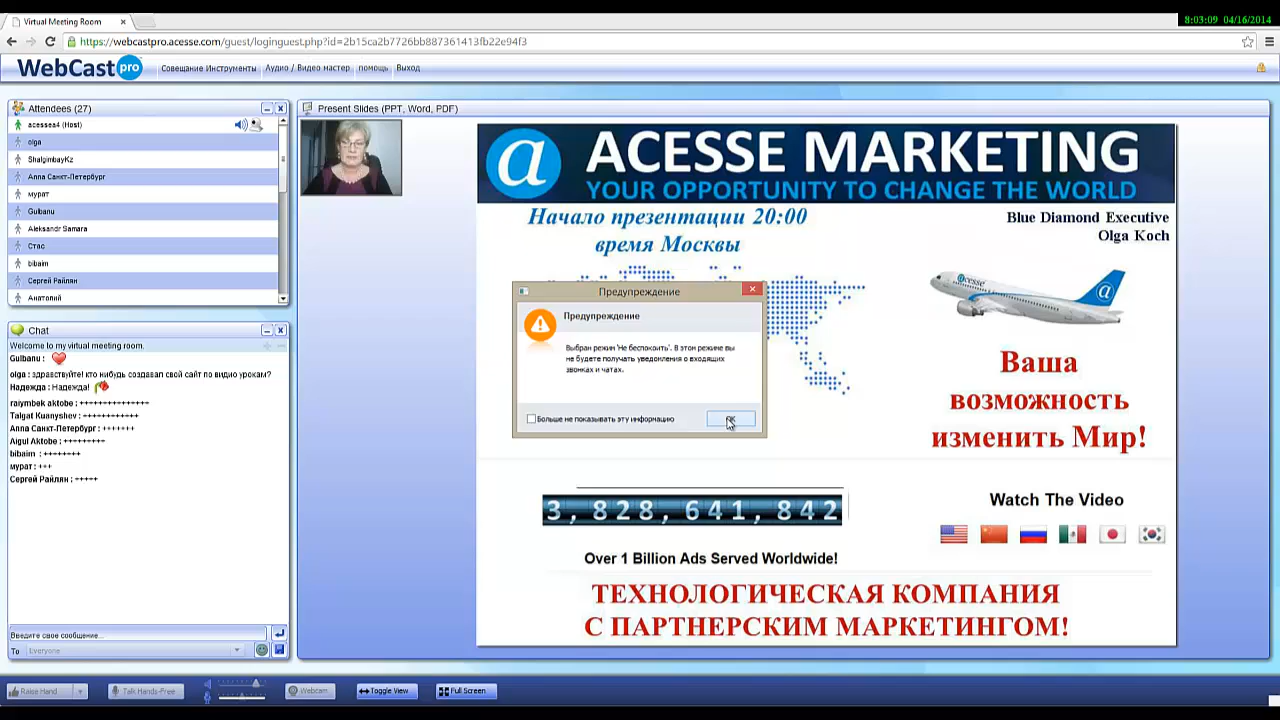 8:03:09 04/16/2014
Virtual Meeting Room
https://webcastpro.acesse.com/guest/loginguest.php?id=2b15ca2b7726bb887361413fb22e94f3
WebCast pro
Совещание Инструменты
Аудио / Видео мастер
помощь
Выход
Attendees (27)
acessea4 (Host)
olga
ShalgimbayKz
Anna Санкт-Петербург
мурат
Gulbanu
Aleksandr Samara
Стас
bibaim
Сергей Райлян
Анатолий
Chat
Welcome to my virtual meeting room.
Gulbanu :
olga : здравствуйте! кто нибудь создавал свой сайт по видио урокам?
Надежда : Надежда!
raiymbek aktobe : +++++++++++++++
Talgat Kuanyshev : ++++++++++++
Anna Санкт-Петербург : +++++++
Aigul Aktobe : +++++++++
bibaim : ++++++++
мурат : +++
Сергей Райлян : +++++
Введите свое сообщение...
To Everyone
Present Slides (PPT, Word, PDF)
a ACESSE MARKETING
YOUR OPPORTUNITY TO CHANGE THE WORLD
Начало презентации 20:00
время Москвы
Blue Diamond Executive
Olga Koch
acesse
a
Предупреждение
Предупреждение
Выбран режим 'Не беспокоить'. В этом режиме вы
не будете получать уведомления о входящих
звонках и чатах.
Больше не показывать эту информацию
OK
Ваша
возможность
изменить Мир!
3,828,641,842
Watch The Video
Over 1 Billion Ads Served Worldwide!
ТЕХНОЛОГИЧЕСКАЯ КОМПАНИЯ
С ПАРТНЕРСКИМ МАРКЕТИНГОМ!
Raise Hand
Talk Hands-Free
Webcam
Toggle View
Full Screen